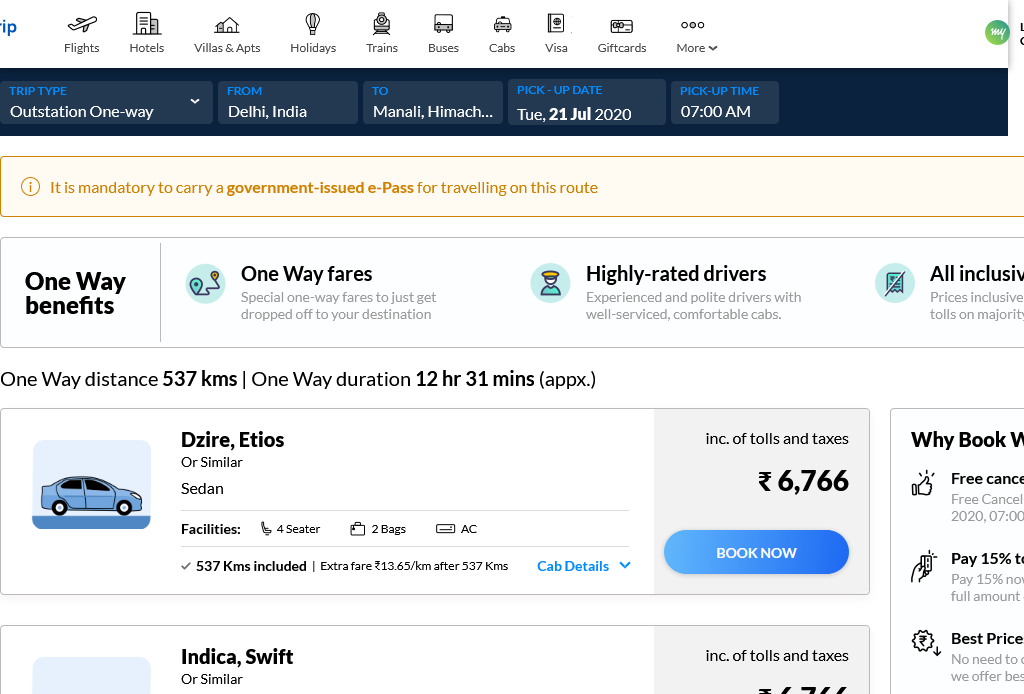 Flights
Hotels
Villas & Apts
Holidays
Trains
Buses
Cabs
Visa
Giftcards
More
my
TRIP TYPE
Outstation One-way
FROM
Delhi, India
TO
Manali, Himach...
PICK - UP DATE
Tue, 21 Jul 2020
PICK-UP TIME
07:00 AM
It is mandatory to carry a government-issued e-Pass for travelling on this route
One Way
benefits
One Way fares
Special one-way fares to just get
dropped off to your destination
Highly-rated drivers
Experienced and polite drivers with
well-serviced, comfortable cabs.
All inclusiv
Prices inclusive
tolls on majority
One Way distance 537 kms | One Way duration 12 hr 31 mins (appx.)
Dzire, Etios
Or Similar
Sedan
Facilities: 4 Seater 2 Bags AC
537 Kms included | Extra fare ₹13.65/km after 537 Kms
Cab Details
inc. of tolls and taxes
₹ 6,766
BOOK NOW
Indica, Swift
Or Similar
inc. of tolls and taxes
₹ 6,766
Why Book W
Free cance
Free Cancel
2020, 07:00
Pay 15% to
Pay 15% now
full amount
Best Price
No need to
we offer bes